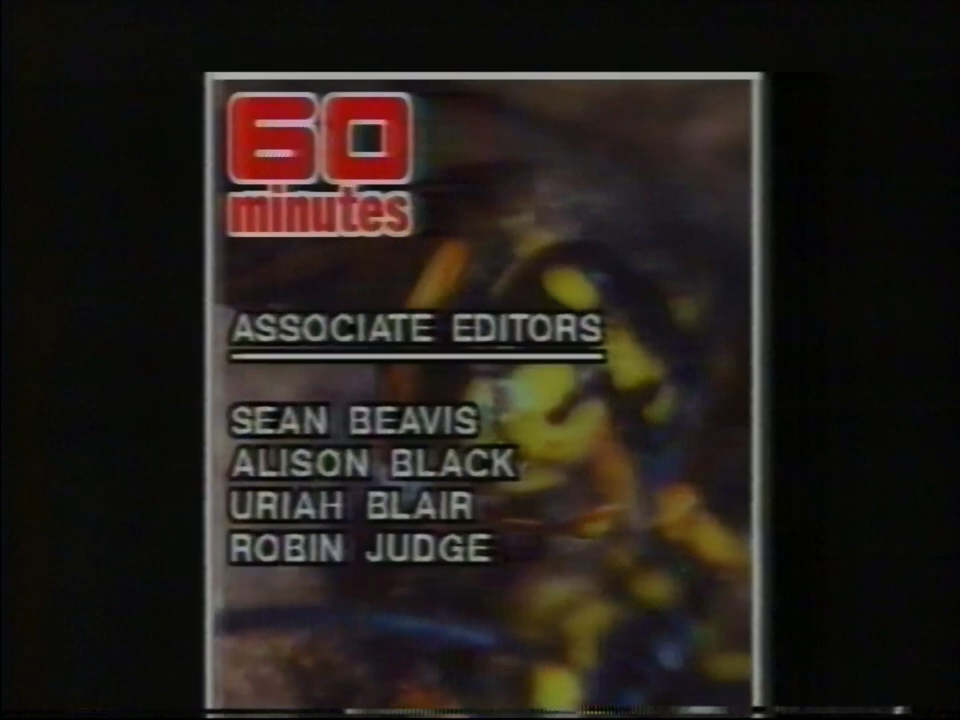 60
minutes
ASSOCIATE EDITORS
SEAN BEAVIS
ALISON BLACK
URIAH BLAIR
ROBIN JUDGE